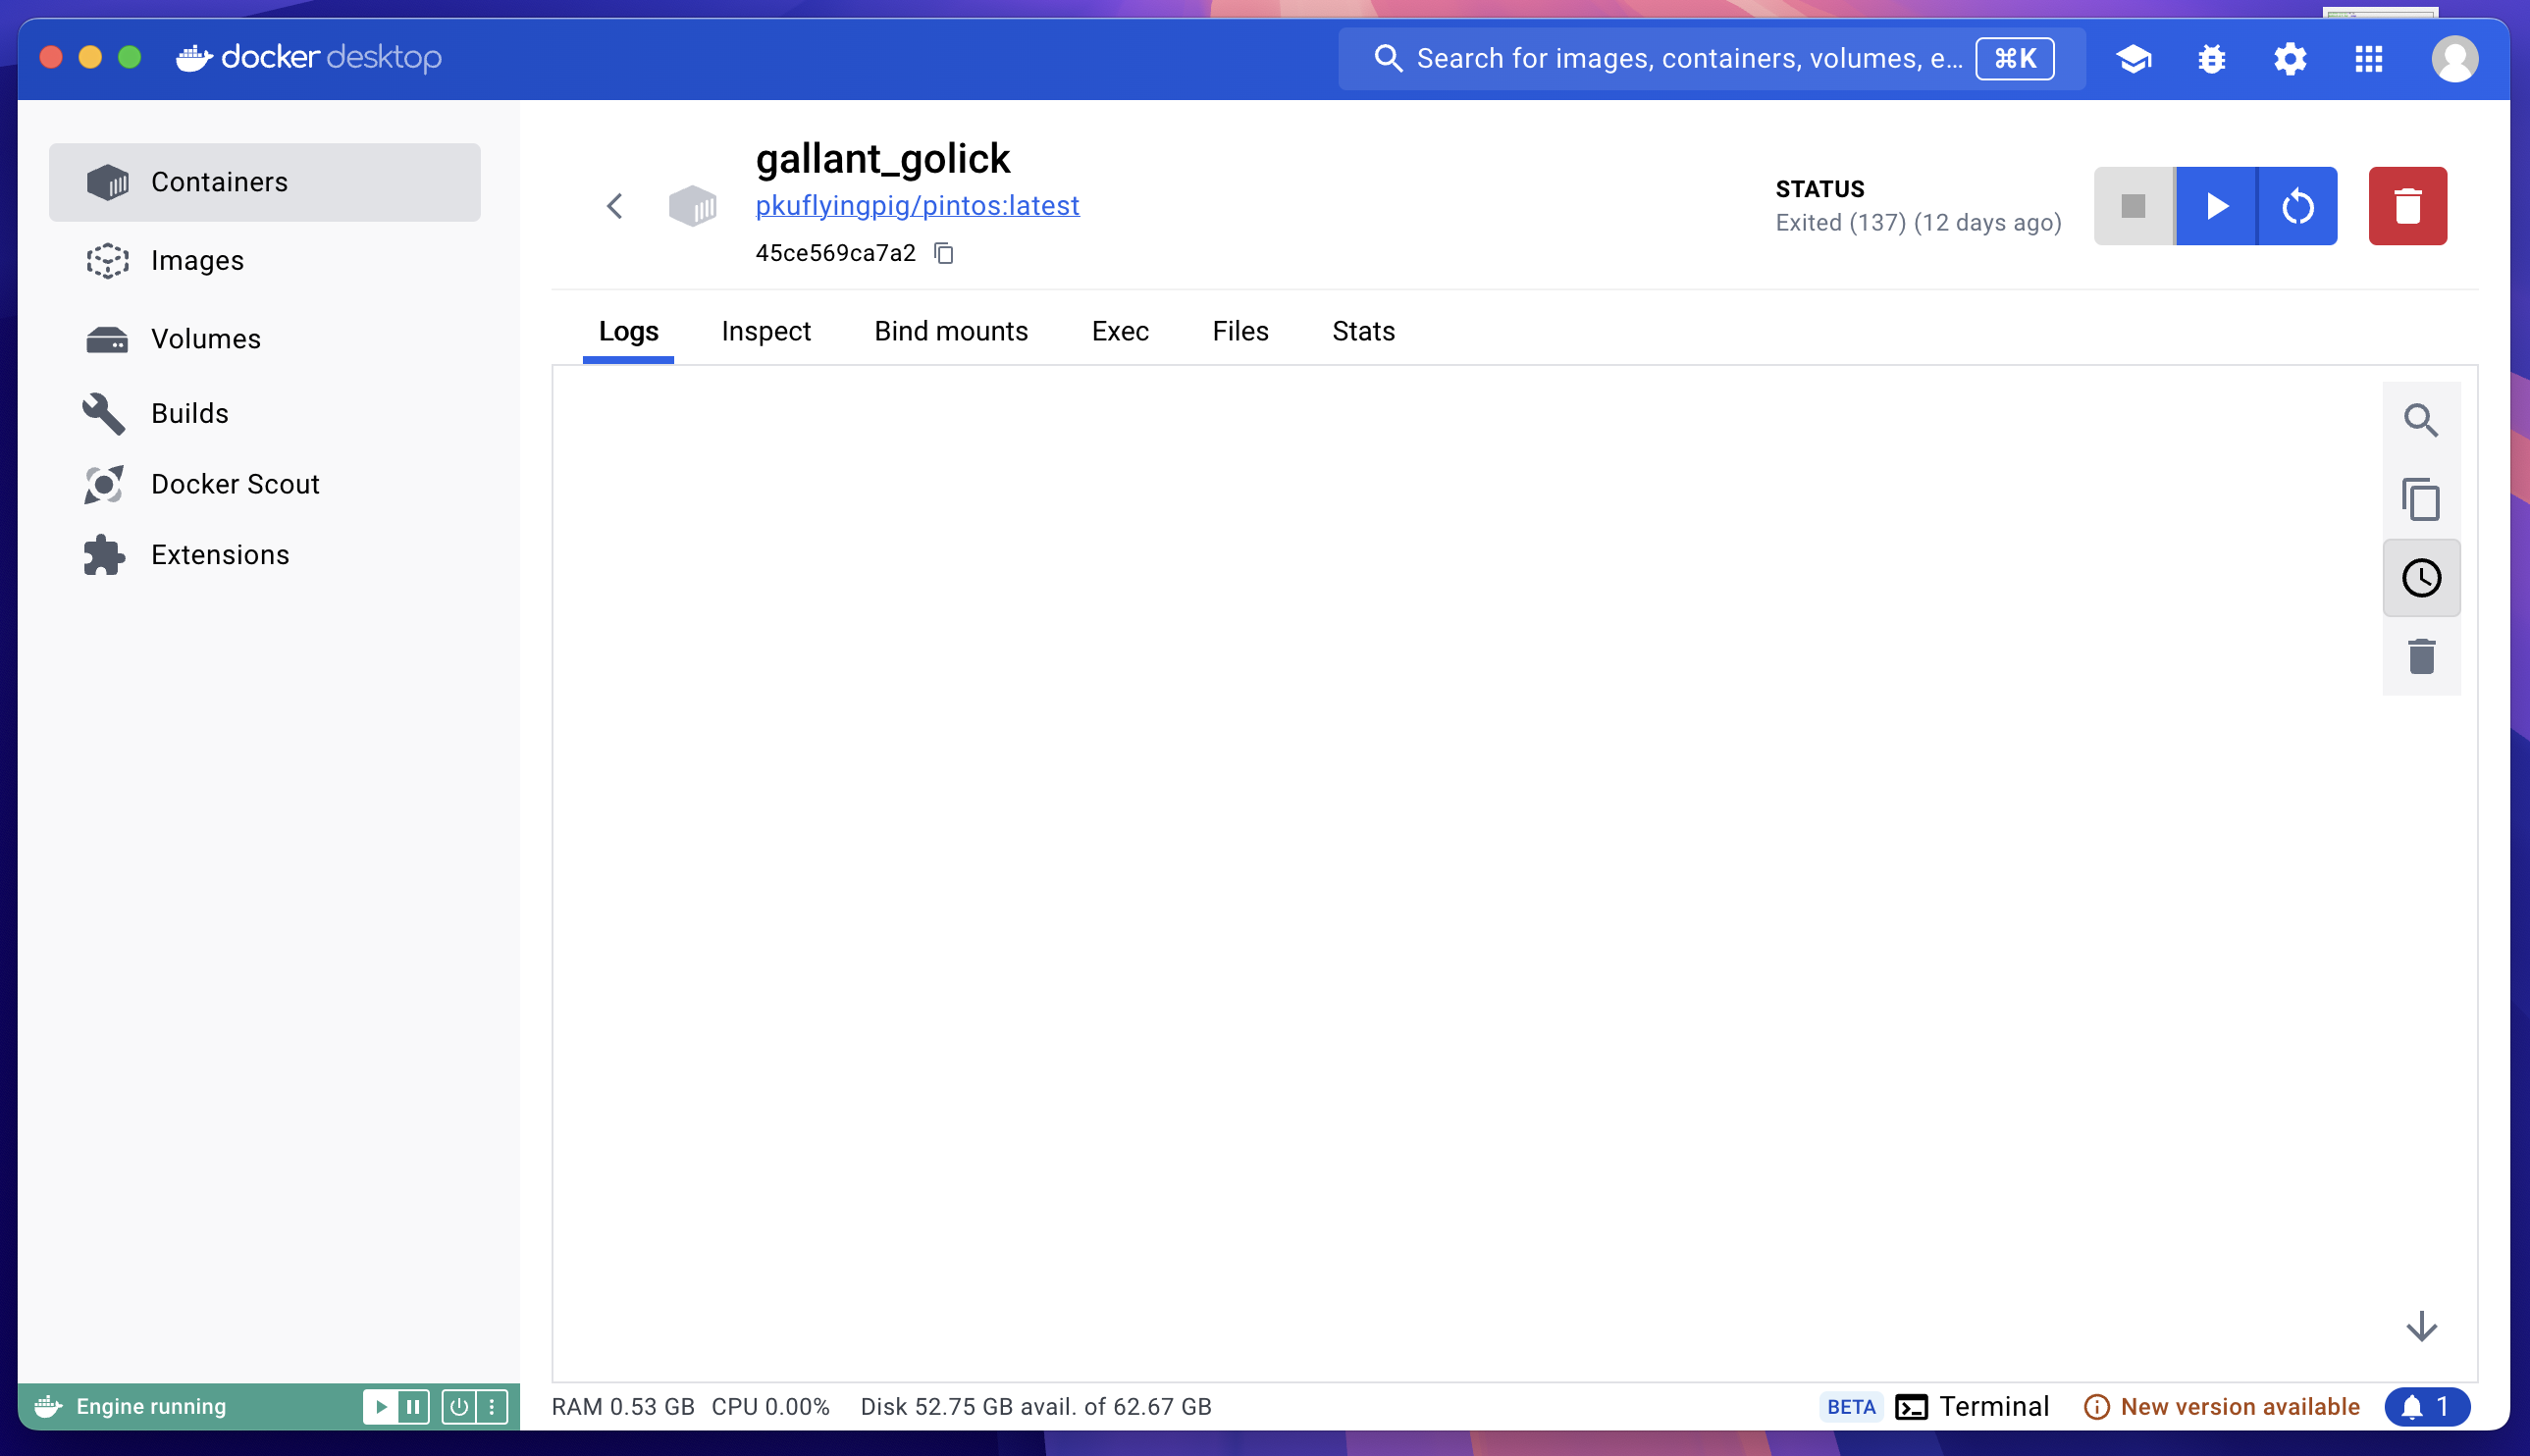 docker desktop
Search for images, containers, volumes, e... ⌘K
Containers
Images
Volumes
Builds
Docker Scout
Extensions
gallant_golick
pkuflyingpig/pintos:latest
45ce569ca7a2
STATUS
Exited (137) (12 days ago)
Logs Inspect Bind mounts Exec Files Stats
Engine running
RAM 0.53 GB CPU 0.00% Disk 52.75 GB avail. of 62.67 GB
BETA Terminal New version available 1